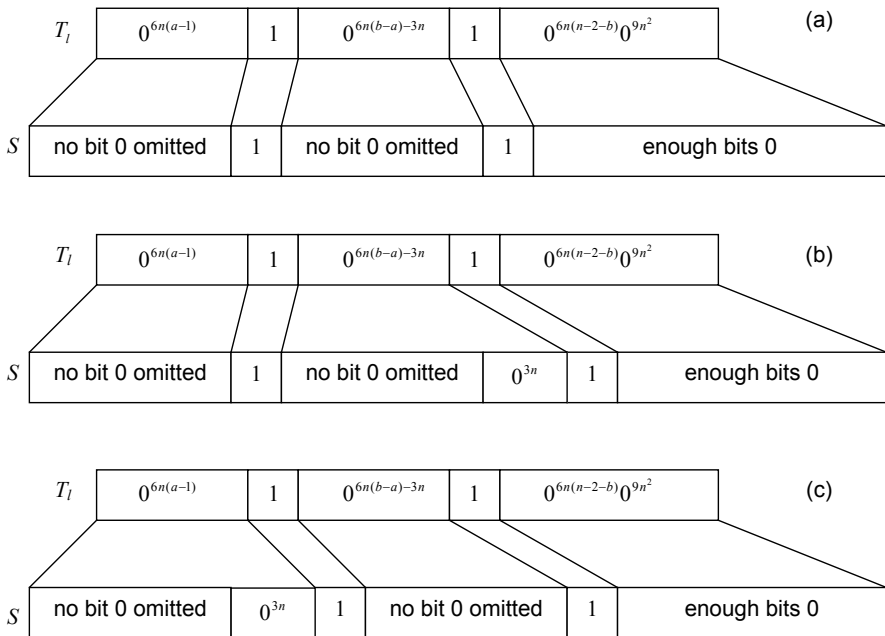 T_l 0^{6n(a−1)} 1 0^{6n(b−a)−3n} 1 0^{6n(n−2−b)}0^{9n^2} (a)
S no bit 0 omitted 1 no bit 0 omitted 1 enough bits 0
T_l 0^{6n(a−1)} 1 0^{6n(b−a)−3n} 1 0^{6n(n−2−b)}0^{9n^2} (b)
S no bit 0 omitted 1 no bit 0 omitted 0^{3n} 1 enough bits 0
T_l 0^{6n(a−1)} 1 0^{6n(b−a)−3n} 1 0^{6n(n−2−b)}0^{9n^2} (c)
S no bit 0 omitted 0^{3n} 1 no bit 0 omitted 1 enough bits 0